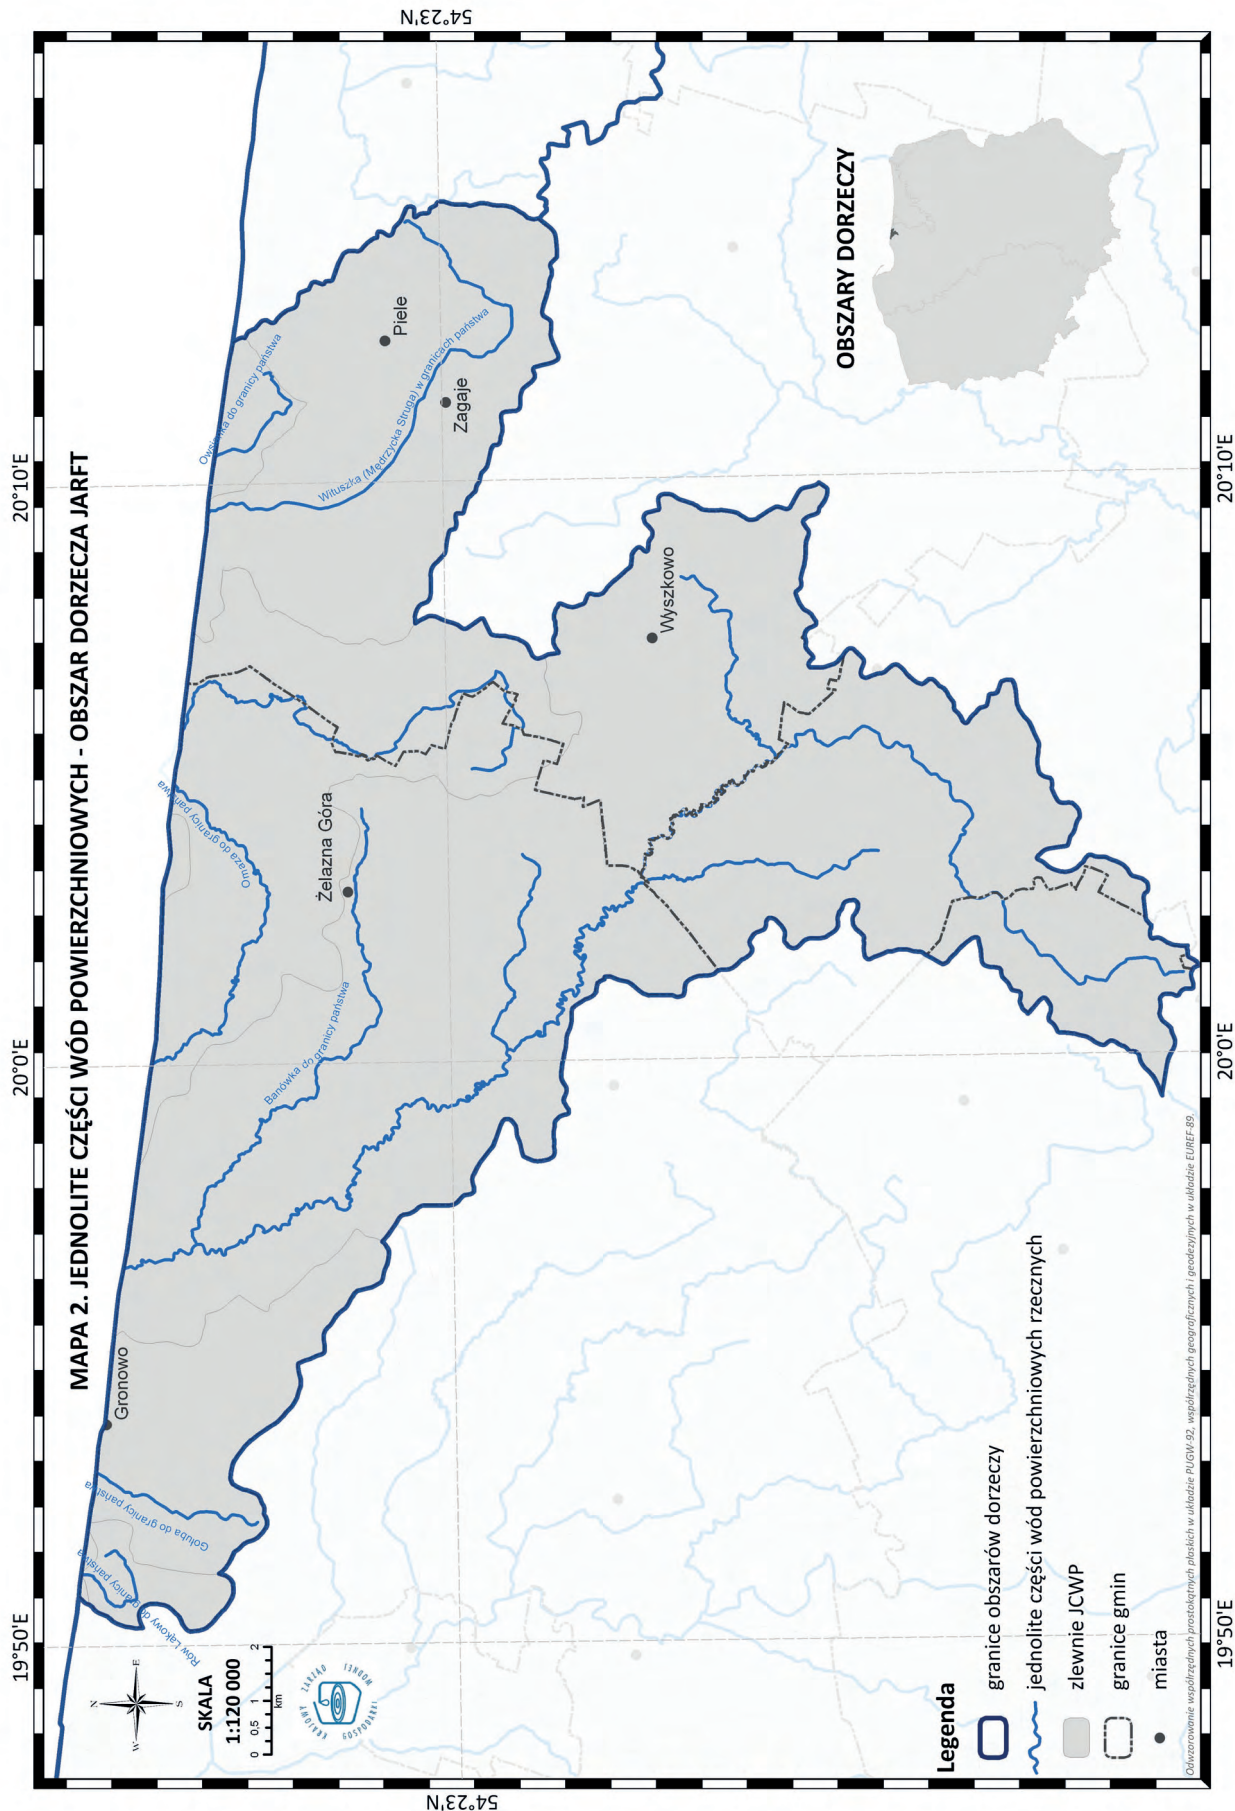 MAPA 2. JEDNOLITE CZĘŚCI WÓD POWIERZCHNIOWYCH - OBSZAR DORZECZA JARFT
19°50'E
20°0'E
20°10'E
54°23'N
54°23'N
N
W
E
S
SKALA
1:120 000
0 0,5 1 2
km
KRAJOWY ZARZĄD
GOSPODARKI WODNEJ
Rów Łąkowy do granicy państwa
Gołuba do granicy państwa
Gronowo
Banówka do granicy państwa
Omaza do granicy państwa
Żelazna Góra
Owsianka do granicy państwa
Wituszka (Mędrzycka Struga) w granicach państwa
Piele
Zagaje
Wyszkowo
OBSZARY DORZECZY
Legenda
granice obszarów dorzeczy
jednolite części wód powierzchniowych rzecznych
zlewnie JCWP
granice gmin
miasta
Odwzorowanie współrzędnych prostokątnych płaskich w układzie PUGW-92, współrzędnych geograficznych i geodezyjnych w układzie EUREF-89.
19°50'E
20°0'E
20°10'E